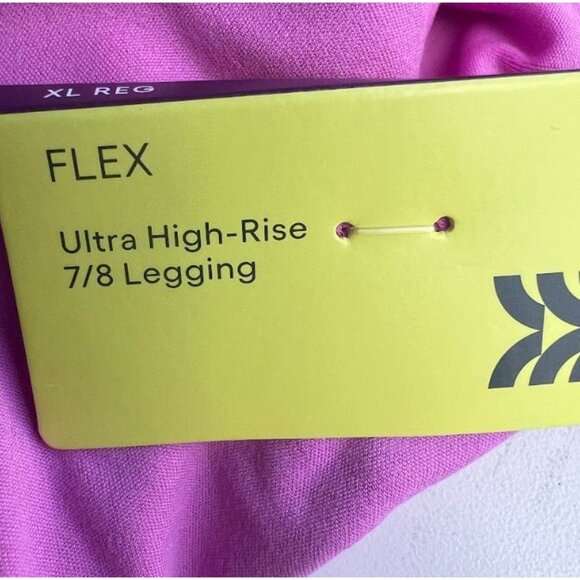 XL REG
FLEX
Ultra High-Rise
7/8 Legging